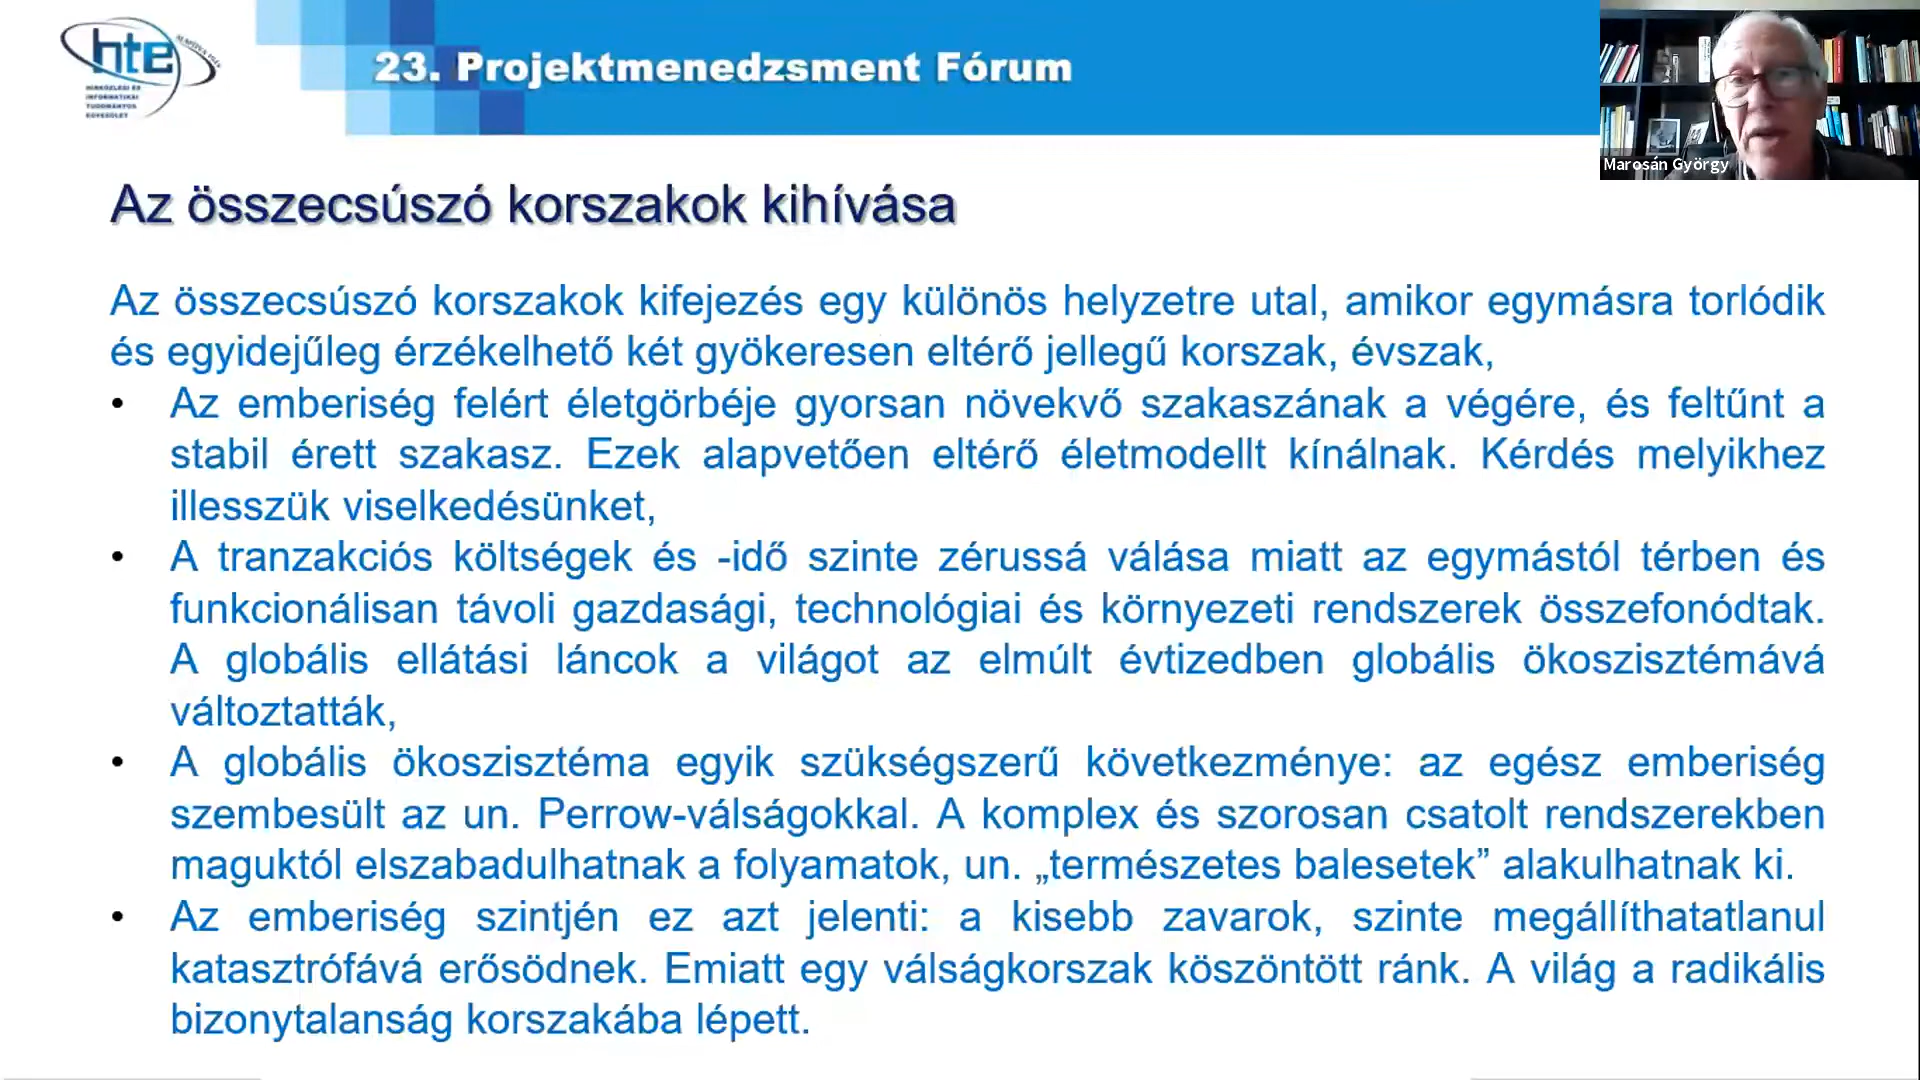 hte
ALAPÍTVA 1949
HÍRKÖZLÉSI ÉS
INFORMATIKAI
TUDOMÁNYOS
EGYESÜLET
23. Projektmenedzsment Fórum
Marosán György
Az összecsúszó korszakok kihívása
Az összecsúszó korszakok kifejezés egy különös helyzetre utal, amikor egymásra torlódik
és egyidejűleg érzékelhető két gyökeresen eltérő jellegű korszak, évszak,
• Az emberiség felért életgörbéje gyorsan növekvő szakaszának a végére, és feltűnt a
stabil érett szakasz. Ezek alapvetően eltérő életmodellt kínálnak. Kérdés melyikhez
illesszük viselkedésünket,
• A tranzakciós költségek és -idő szinte zérussá válása miatt az egymástól térben és
funkcionálisan távoli gazdasági, technológiai és környezeti rendszerek összefonódtak.
A globális ellátási láncok a világot az elmúlt évtizedben globális ökoszisztémává
változtatták,
• A globális ökoszisztéma egyik szükségszerű következménye: az egész emberiség
szembesült az un. Perrow-válságokkal. A komplex és szorosan csatolt rendszerekben
maguktól elszabadulhatnak a folyamatok, un. „természetes balesetek” alakulhatnak ki.
• Az emberiség szintjén ez azt jelenti: a kisebb zavarok, szinte megállíthatatlanul
katasztrófává erősödnek. Emiatt egy válságkorszak köszöntött ránk. A világ a radikális
bizonytalanság korszakába lépett.